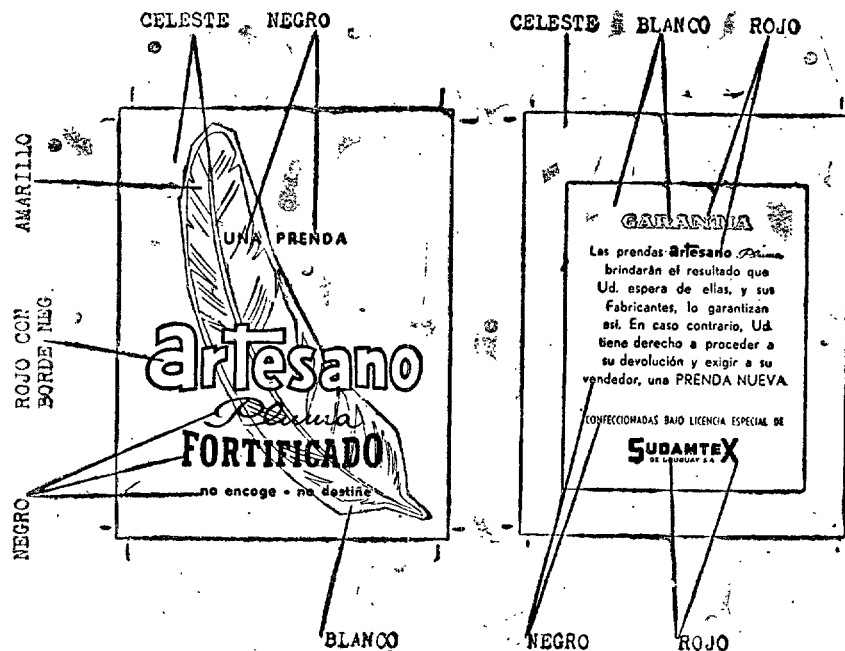 CELESTE NEGRO
AMARILLO
ROJO CON
BORDE NEG.
NEGRO
UNA PRENDA
artesano
Pluma
FORTIFICADO
no encoge • no destiñe
BLANCO
CELESTE BLANCO ROJO
GARANTIA
Las prendas artesano Pluma
brindarán el resultado que
Ud. espera de ellas, y sus
Fabricantes, lo garantizan
así. En caso contrario, Ud.
tiene derecho a proceder a
su devolución y exigir a su
vendedor, una PRENDA NUEVA
CONFECCIONADAS BAJO LICENCIA ESPECIAL DE
SUDAMTEX
DE URUGUAY S.A
NEGRO ROJO